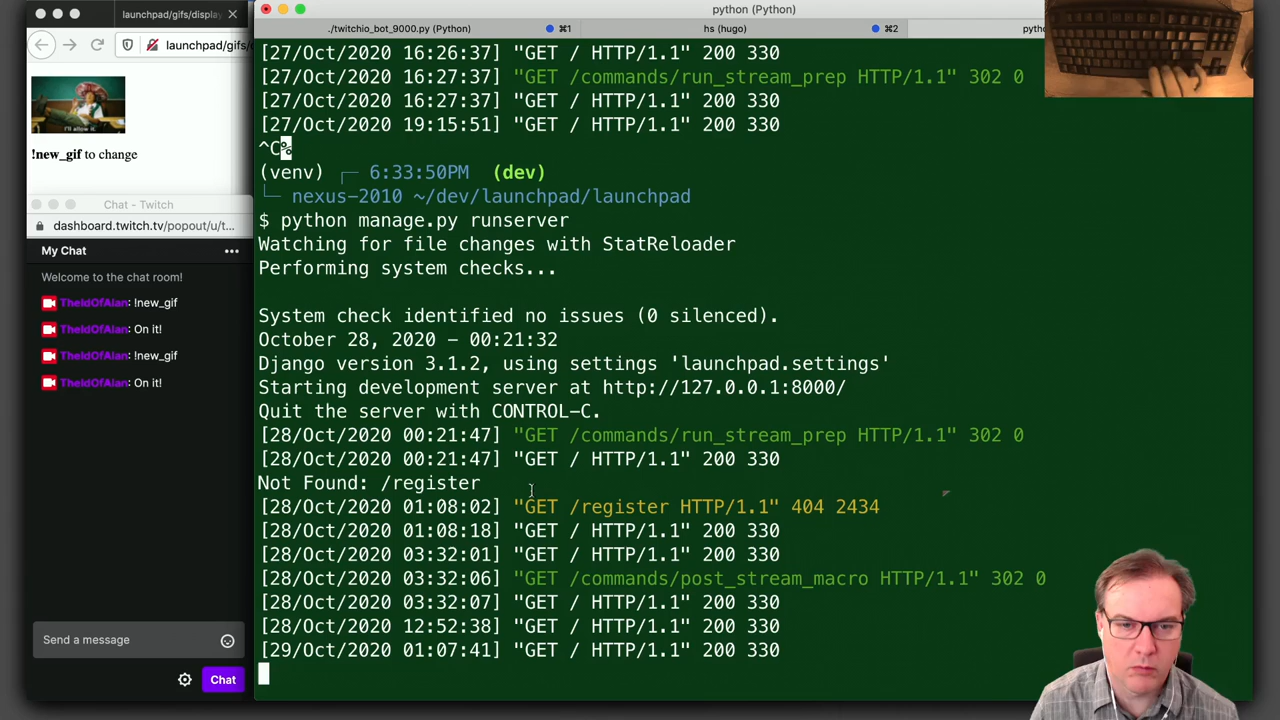 launchpad/gifs/display
launchpad/gifs/d
I'll allow it.
!new_gif to change
Chat - Twitch
dashboard.twitch.tv/popout/u/t...
My Chat
Welcome to the chat room!
TheIdOfAlan: !new_gif
TheIdOfAlan: On it!
TheIdOfAlan: !new_gif
TheIdOfAlan: On it!
Send a message
Chat
python (Python)
./twitchio_bot_9000.py (Python) ⌘1
hs (hugo) ⌘2
pytho
[27/Oct/2020 16:26:37] "GET / HTTP/1.1" 200 330
[27/Oct/2020 16:27:37] "GET /commands/run_stream_prep HTTP/1.1" 302 0
[27/Oct/2020 16:27:37] "GET / HTTP/1.1" 200 330
[27/Oct/2020 19:15:51] "GET / HTTP/1.1" 200 330
^C%
(venv) ┌─ 6:33:50PM (dev)
└─ nexus-2010 ~/dev/launchpad/launchpad
$ python manage.py runserver
Watching for file changes with StatReloader
Performing system checks...
System check identified no issues (0 silenced).
October 28, 2020 - 00:21:32
Django version 3.1.2, using settings 'launchpad.settings'
Starting development server at http://127.0.0.1:8000/
Quit the server with CONTROL-C.
[28/Oct/2020 00:21:47] "GET /commands/run_stream_prep HTTP/1.1" 302 0
[28/Oct/2020 00:21:47] "GET / HTTP/1.1" 200 330
Not Found: /register
[28/Oct/2020 01:08:02] "GET /register HTTP/1.1" 404 2434
[28/Oct/2020 01:08:18] "GET / HTTP/1.1" 200 330
[28/Oct/2020 03:32:01] "GET / HTTP/1.1" 200 330
[28/Oct/2020 03:32:06] "GET /commands/post_stream_macro HTTP/1.1" 302 0
[28/Oct/2020 03:32:07] "GET / HTTP/1.1" 200 330
[28/Oct/2020 12:52:38] "GET / HTTP/1.1" 200 330
[29/Oct/2020 01:07:41] "GET / HTTP/1.1" 200 330